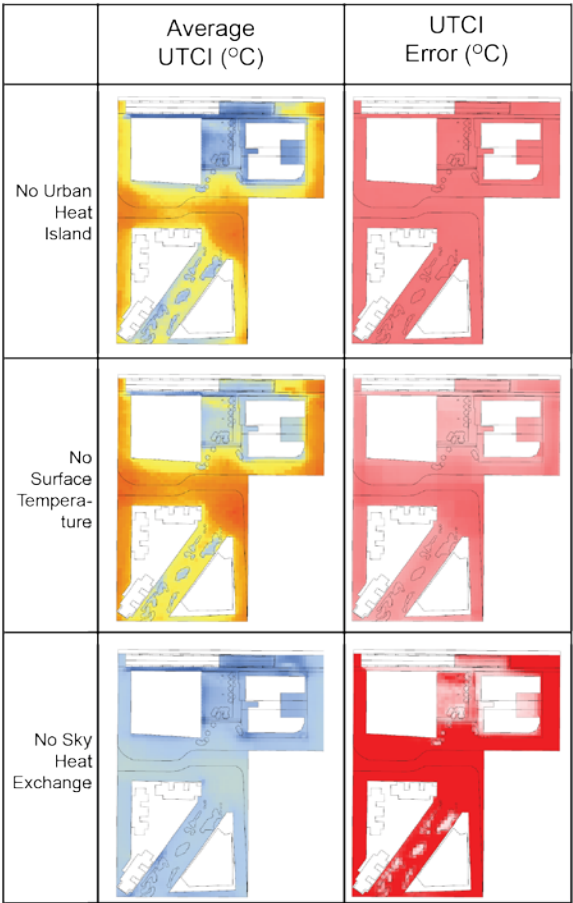 Average
UTCI (°C)
UTCI
Error (°C)
No Urban
Heat
Island
No
Surface
Tempera-
ture
No Sky
Heat
Exchange